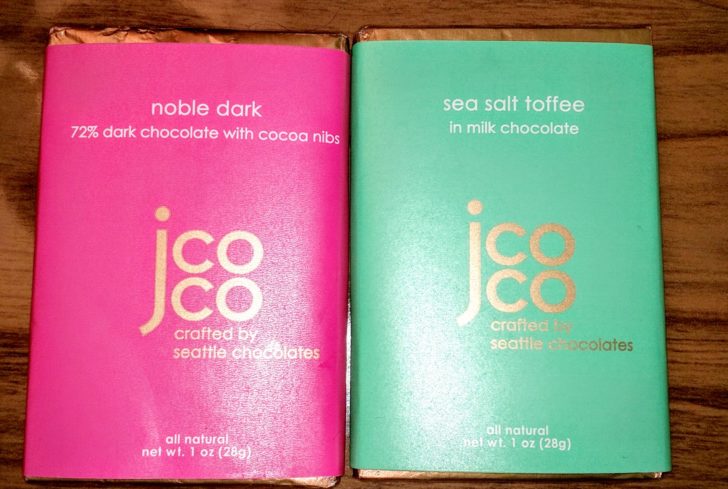 noble dark
72% dark chocolate with cocoa nibs
jco
co
crafted by
seattle chocolates
all natural
net wt. 1 oz (28g)
sea salt toffee
in milk chocolate
jco
co
crafted by
seattle chocolates
all natural
net wt. 1 oz (28g)